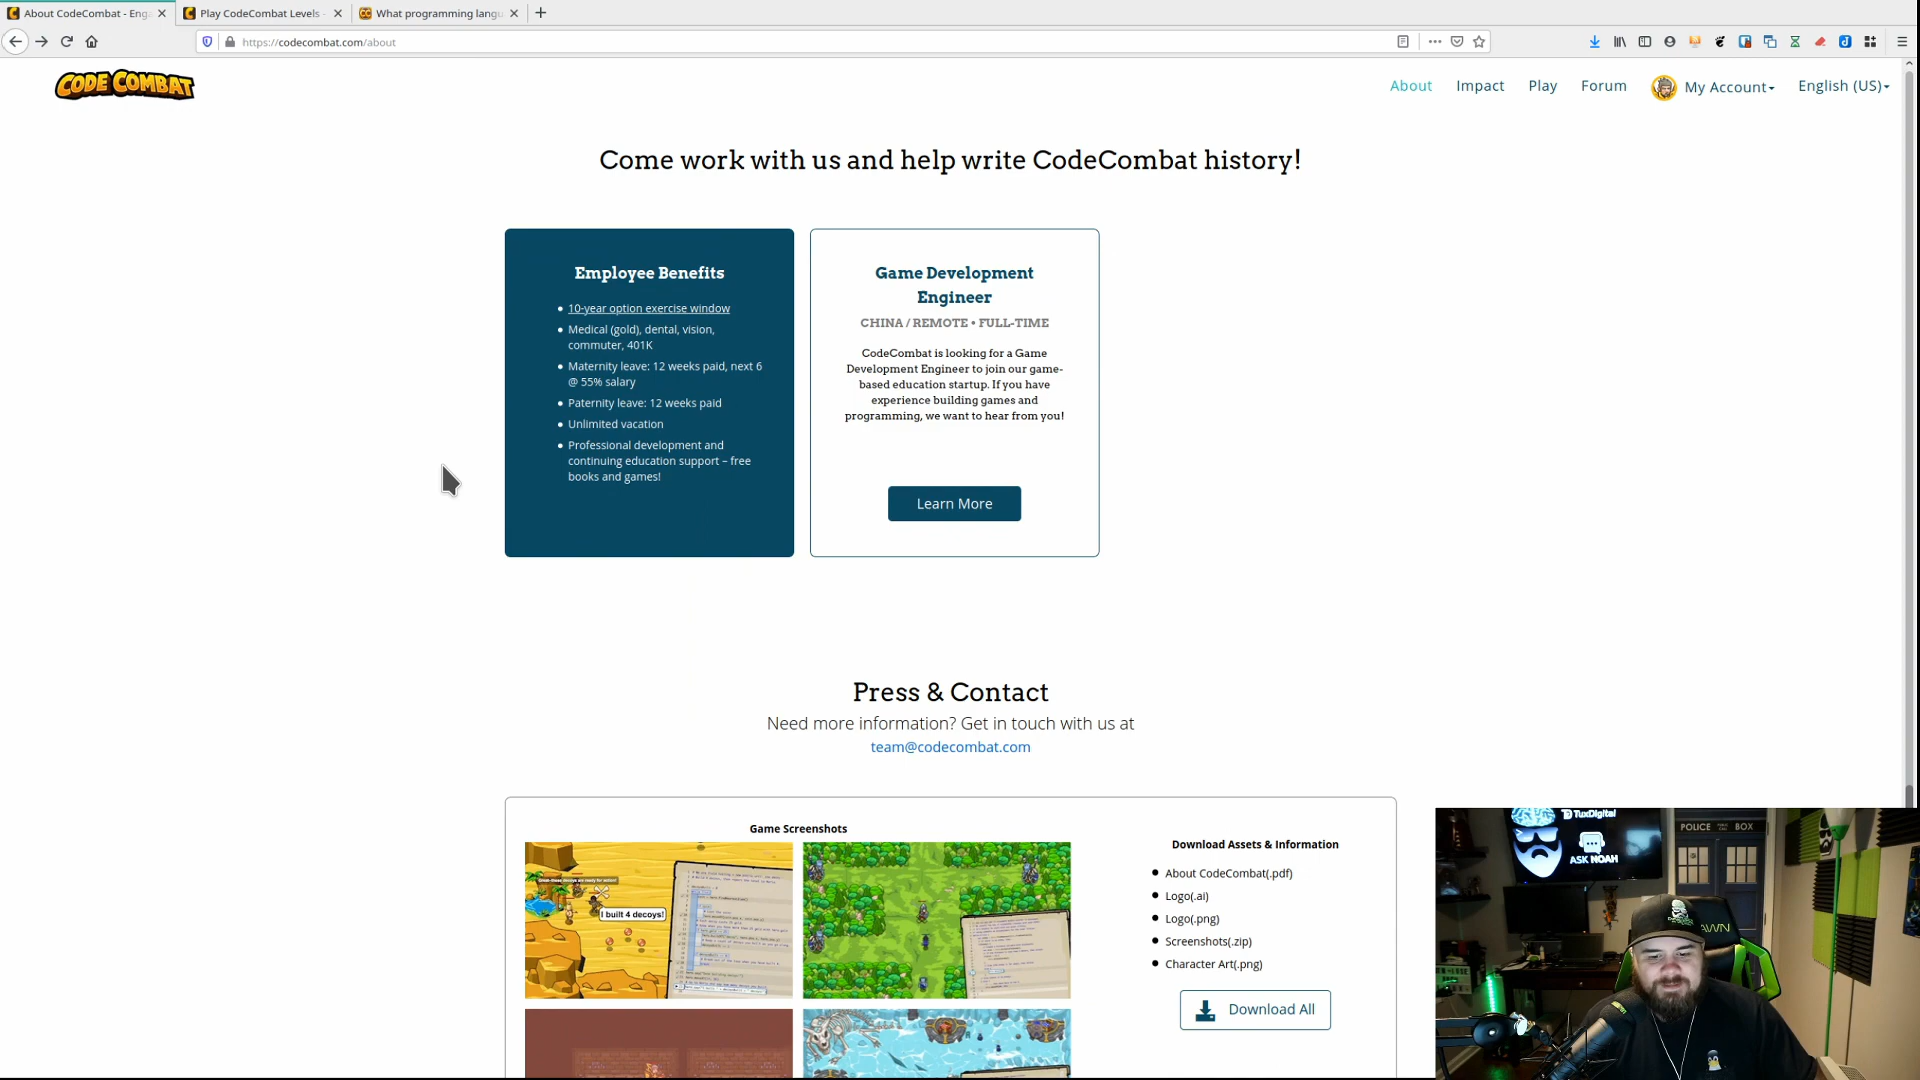 About CodeCombat - Enga
Play CodeCombat Levels -
What programming langu
https://codecombat.com/about
CODE COMBAT
About
Impact
Play
Forum
My Account
English (US)
Come work with us and help write CodeCombat history!
Employee Benefits
10-year option exercise window
Medical (gold), dental, vision,
commuter, 401K
Maternity leave: 12 weeks paid, next 6
@ 55% salary
Paternity leave: 12 weeks paid
Unlimited vacation
Professional development and
continuing education support – free
books and games!
Game Development
Engineer
CHINA / REMOTE • FULL-TIME
CodeCombat is looking for a Game
Development Engineer to join our game-
based education startup. If you have
experience building games and
programming, we want to hear from you!
Learn More
Press & Contact
Need more information? Get in touch with us at
team@codecombat.com
Game Screenshots
I built 4 decoys!
Download Assets & Information
About CodeCombat(.pdf)
Logo(.ai)
Logo(.png)
Screenshots(.zip)
Character Art(.png)
Download All
TuxDigital
ASK NOAH
POLICE BOX